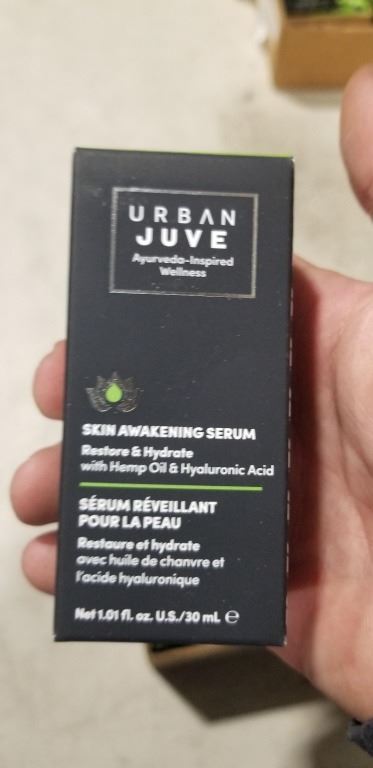 URBAN
JUVE
Ayurveda-Inspired
Wellness
SKIN AWAKENING SERUM
Restore & Hydrate
with Hemp Oil & Hyaluronic Acid
SÉRUM RÉVEILLANT
POUR LA PEAU
Restaure et hydrate
avec huile de chanvre et
l'acide hyaluronique
Net 1.01 fl. oz. U.S./30 mL ℮